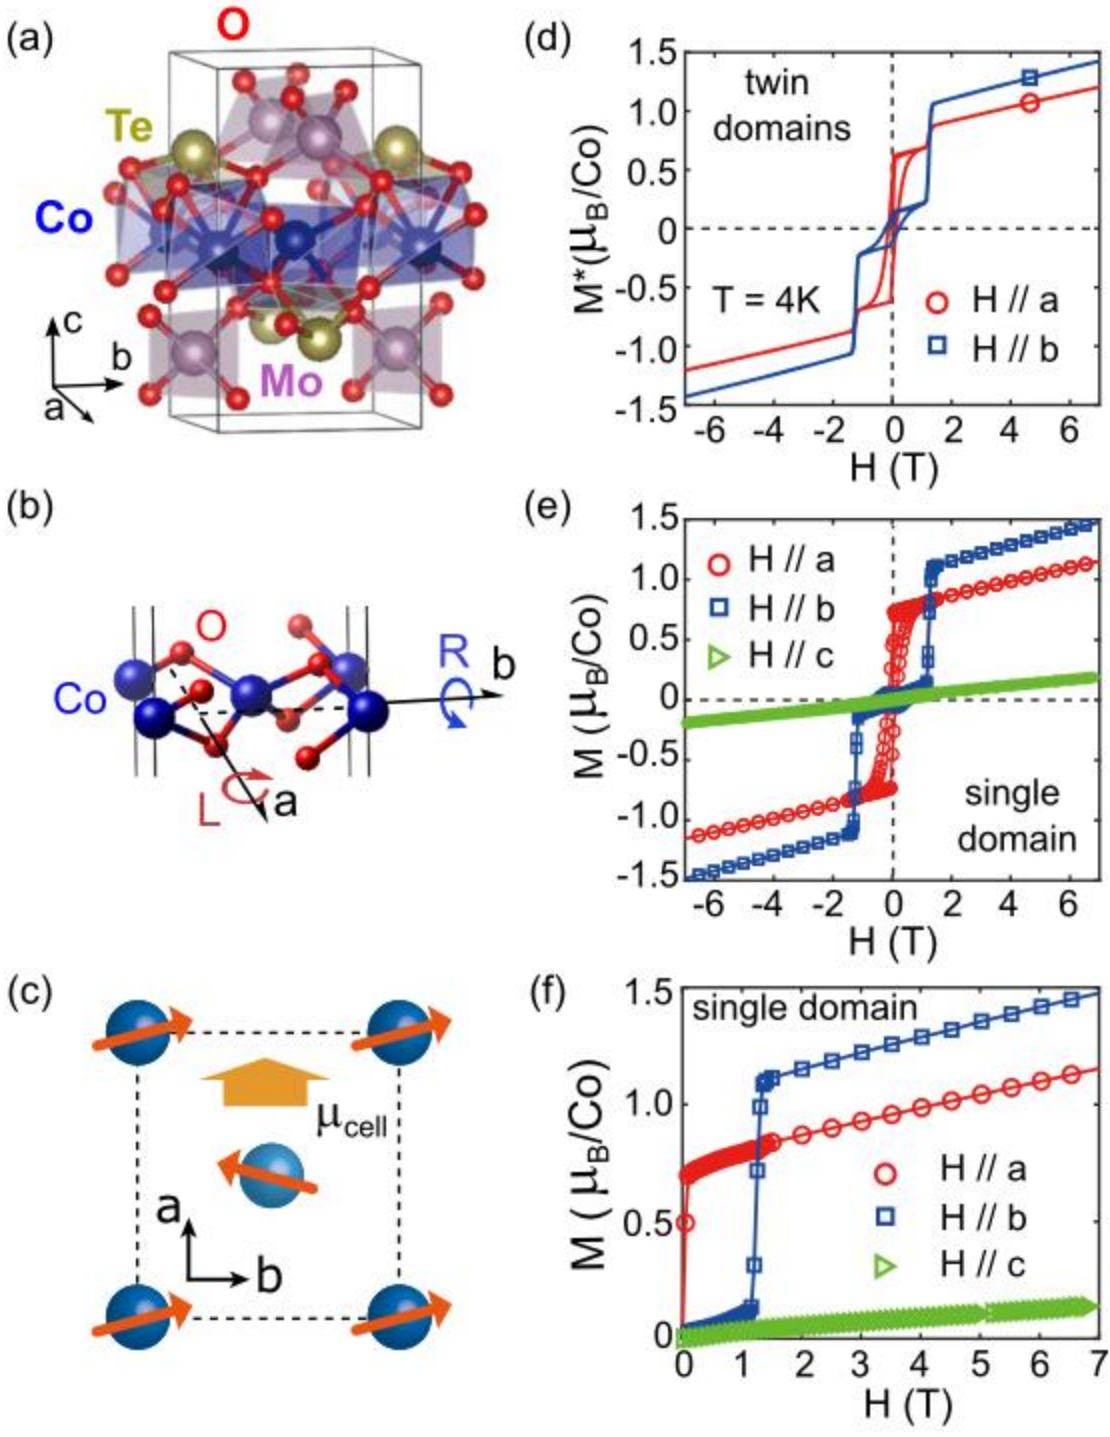 (a)
O
Te
Co
Mo
c
b
a
(b)
O
Co
R
b
L
a
(c)
μcell
a
b
(d)
twin
domains
T = 4K
H // a
H // b
M*(μB/Co)
1.5
1.0
0.5
0
-0.5
-1.0
-1.5
-6 -4 -2 0 2 4 6
H (T)
(e)
H // a
H // b
H // c
single
domain
M (μB/Co)
1.5
1.0
0.5
0
-0.5
-1.0
-1.5
-6 -4 -2 0 2 4 6
H (T)
(f)
single domain
H // a
H // b
H // c
M (μB/Co)
1.5
1.0
0.5
0
0 1 2 3 4 5 6 7
H (T)